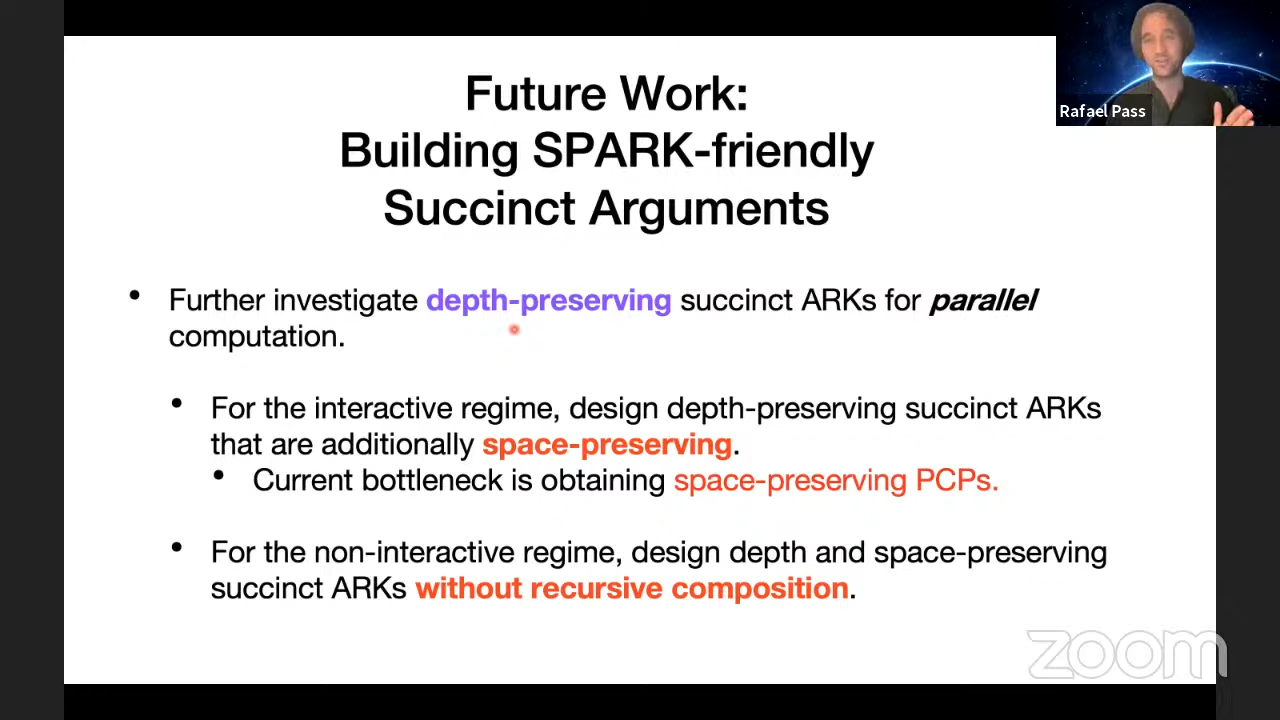 Rafael Pass
Future Work:
Building SPARK-friendly
Succinct Arguments
• Further investigate depth-preserving succinct ARKs for parallel
computation.
• For the interactive regime, design depth-preserving succinct ARKs
that are additionally space-preserving.
• Current bottleneck is obtaining space-preserving PCPs.
• For the non-interactive regime, design depth and space-preserving
succinct ARKs without recursive composition.
zoom